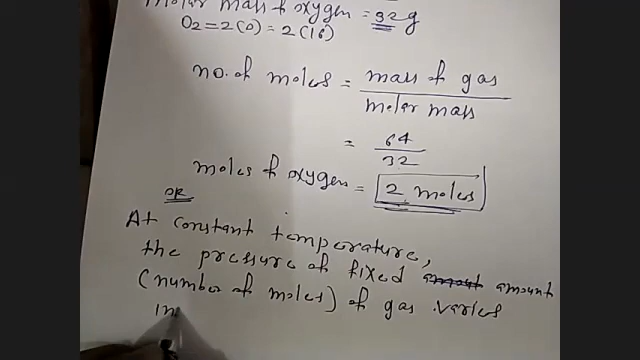 Molar mass of oxygen = 32g
O2 = 2(O) = 2(16)
no. of moles = mass of gas
molar mass
= 64
32
moles of oxygen = 2 moles
OR
At constant temperature,
the pressure of fixed amount amount
(number of moles) of gas varies
in